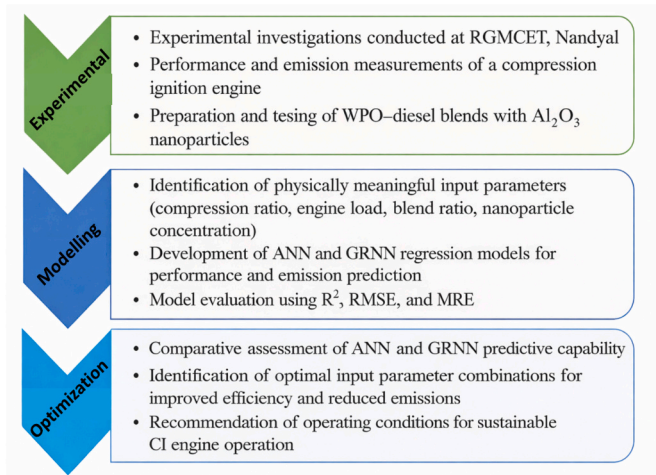 Experimental
• Experimental investigations conducted at RGMCET, Nandyal
• Performance and emission measurements of a compression
ignition engine
• Preparation and tesing of WPO–diesel blends with Al₂O₃
nanoparticles
Modelling
• Identification of physically meaningful input parameters
(compression ratio, engine load, blend ratio, nanoparticle
concentration)
• Development of ANN and GRNN regression models for
performance and emission prediction
• Model evaluation using R², RMSE, and MRE
Optimization
• Comparative assessment of ANN and GRNN predictive capability
• Identification of optimal input parameter combinations for
improved efficiency and reduced emissions
• Recommendation of operating conditions for sustainable
CI engine operation